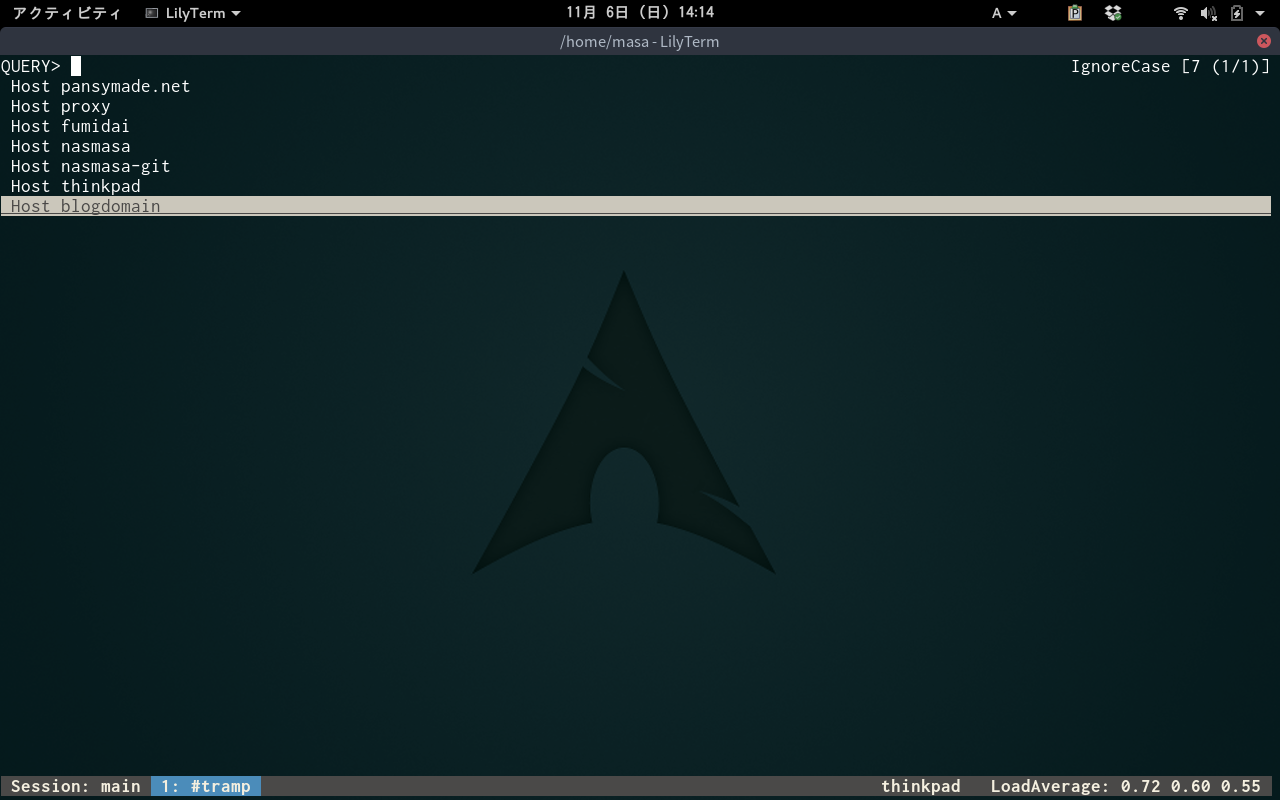 アクティビティ LilyTerm 11月 6日 (日) 14:14 A
/home/masa - LilyTerm
QUERY> IgnoreCase [7 (1/1)]
Host pansymade.net
Host proxy
Host fumidai
Host nasmasa
Host nasmasa-git
Host thinkpad
Host blogdomain
Session: main 1: #tramp thinkpad LoadAverage: 0.72 0.60 0.55